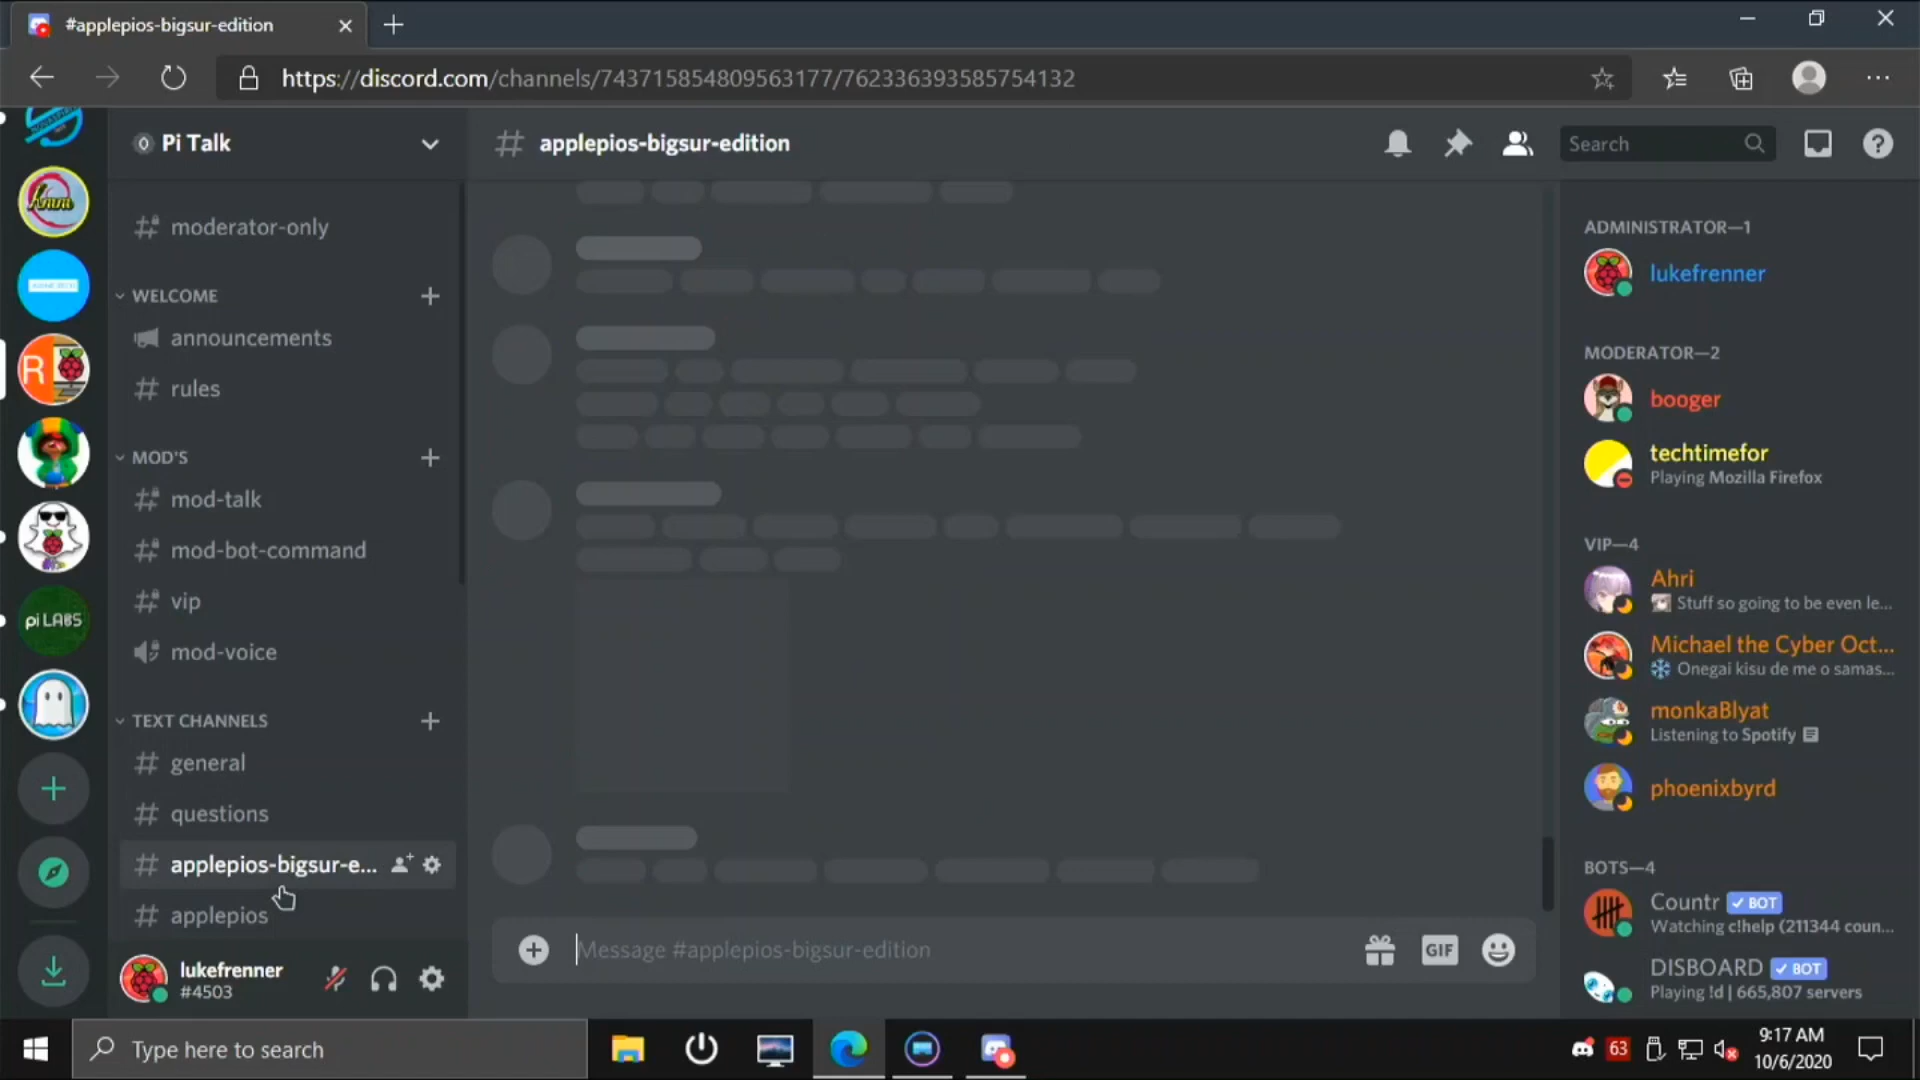 #applepios-bigsur-edition
https://discord.com/channels/743715854809563177/762336393585754132
Pi Talk
applepios-bigsur-edition
Search
moderator-only
WELCOME
announcements
rules
MOD'S
mod-talk
mod-bot-command
vip
mod-voice
TEXT CHANNELS
general
questions
applepios-bigsur-e...
applepios
lukefrenner
#4503
pi LABS
R
Message #applepios-bigsur-edition
GIF
ADMINISTRATOR—1
lukefrenner
MODERATOR—2
booger
techtimefor
Playing Mozilla Firefox
VIP—4
Ahri
Stuff so going to be even le...
Michael the Cyber Oct...
Onegai kisu de me o samas...
monkaBlyat
Listening to Spotify
phoenixbyrd
BOTS—4
Countr ✓ BOT
Watching c!help (211344 coun...
DISBOARD ✓ BOT
Playing !d | 665,807 servers
Type here to search
63
9:17 AM
10/6/2020